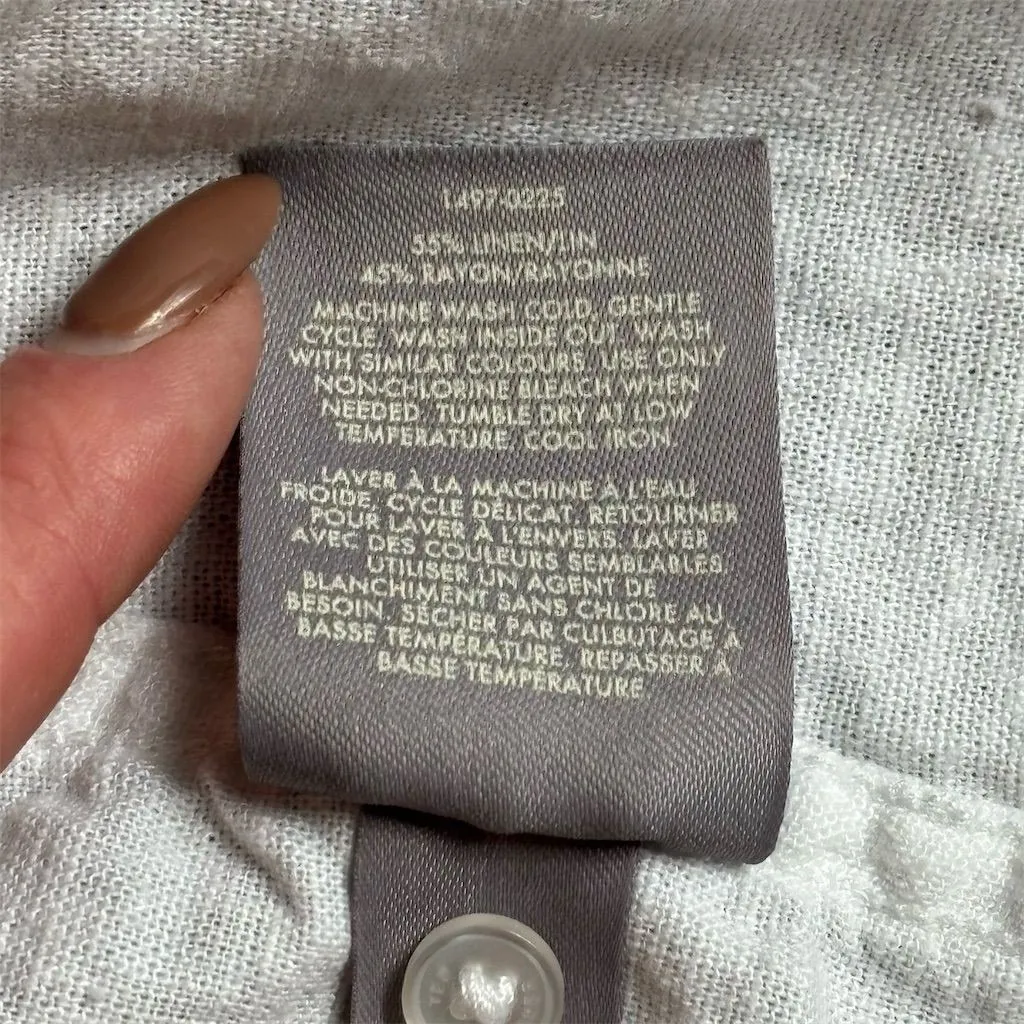 1497-0225
55% LINEN/LIN
45% RAYON/RAYONNE
MACHINE WASH COLD, GENTLE
CYCLE, WASH INSIDE OUT, WASH
WITH SIMILAR COLOURS, USE ONLY
NON-CHLORINE BLEACH WHEN
NEEDED, TUMBLE DRY AT LOW
TEMPERATURE, COOL IRON
LAVER À LA MACHINE À L'EAU
FROIDE, CYCLE DÉLICAT, RETOURNER
POUR LAVER À L'ENVERS, LAVER
AVEC DES COULEURS SEMBLABLES
UTILISER UN AGENT DE
BLANCHIMENT SANS CHLORE AU
BESOIN, SÉCHER PAR CULBUTAGE À
BASSE TEMPÉRATURE, REPASSER À
BASSE TEMPÉRATURE